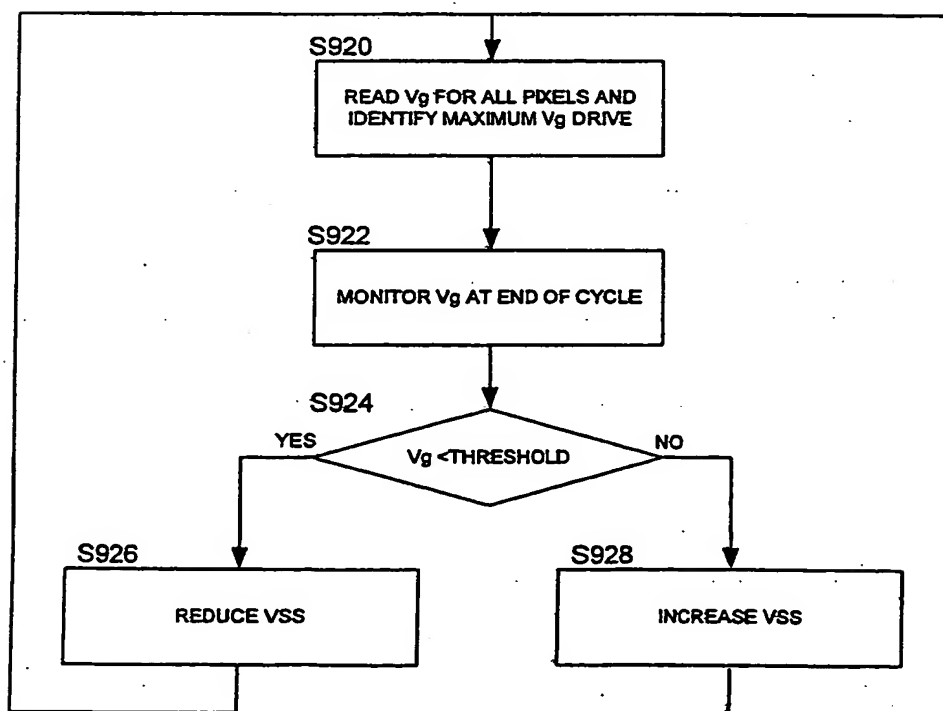 S920
READ Vg FOR ALL PIXELS AND
IDENTIFY MAXIMUM Vg DRIVE
S922
MONITOR Vg AT END OF CYCLE
S924
YES
Vg <THRESHOLD
NO
S926
REDUCE VSS
S928
INCREASE VSS